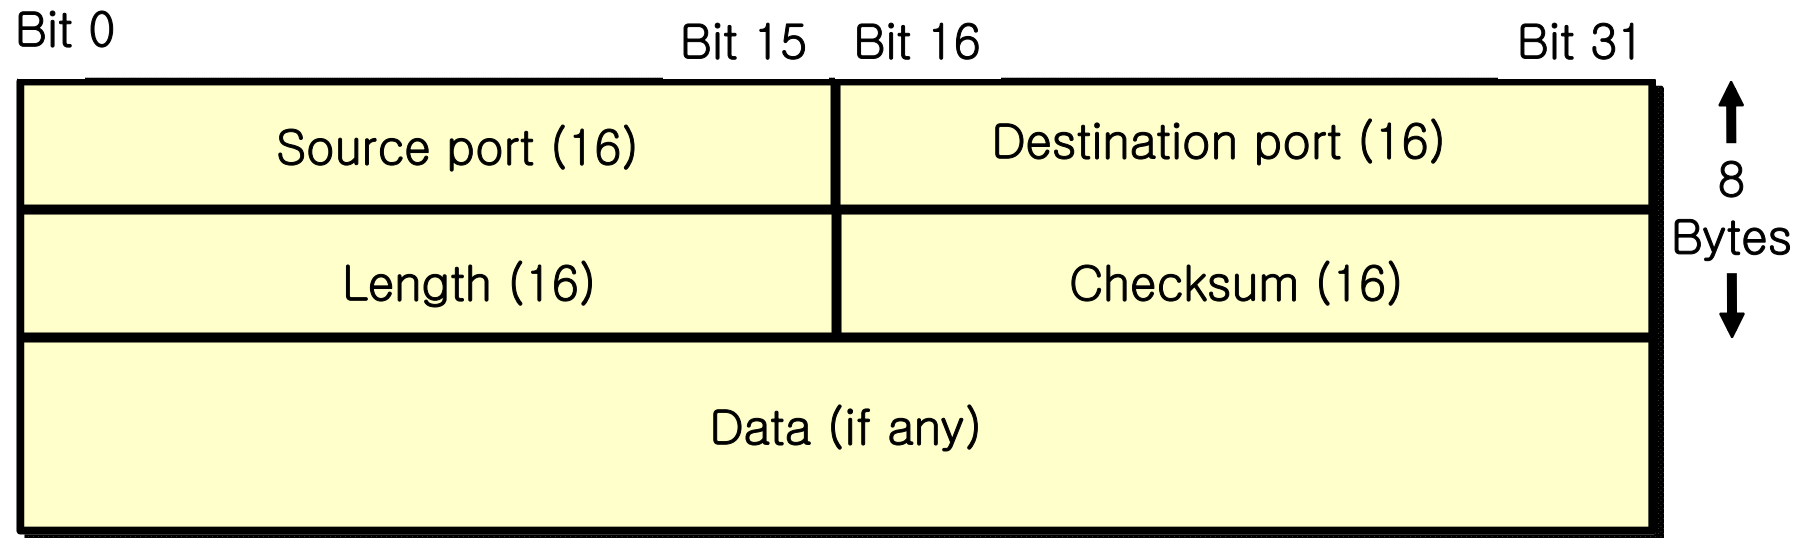 Bit 0
Bit 15
Bit 16
Bit 31
Source port (16)
Destination port (16)
8
Bytes
Length (16)
Checksum (16)
Data (if any)